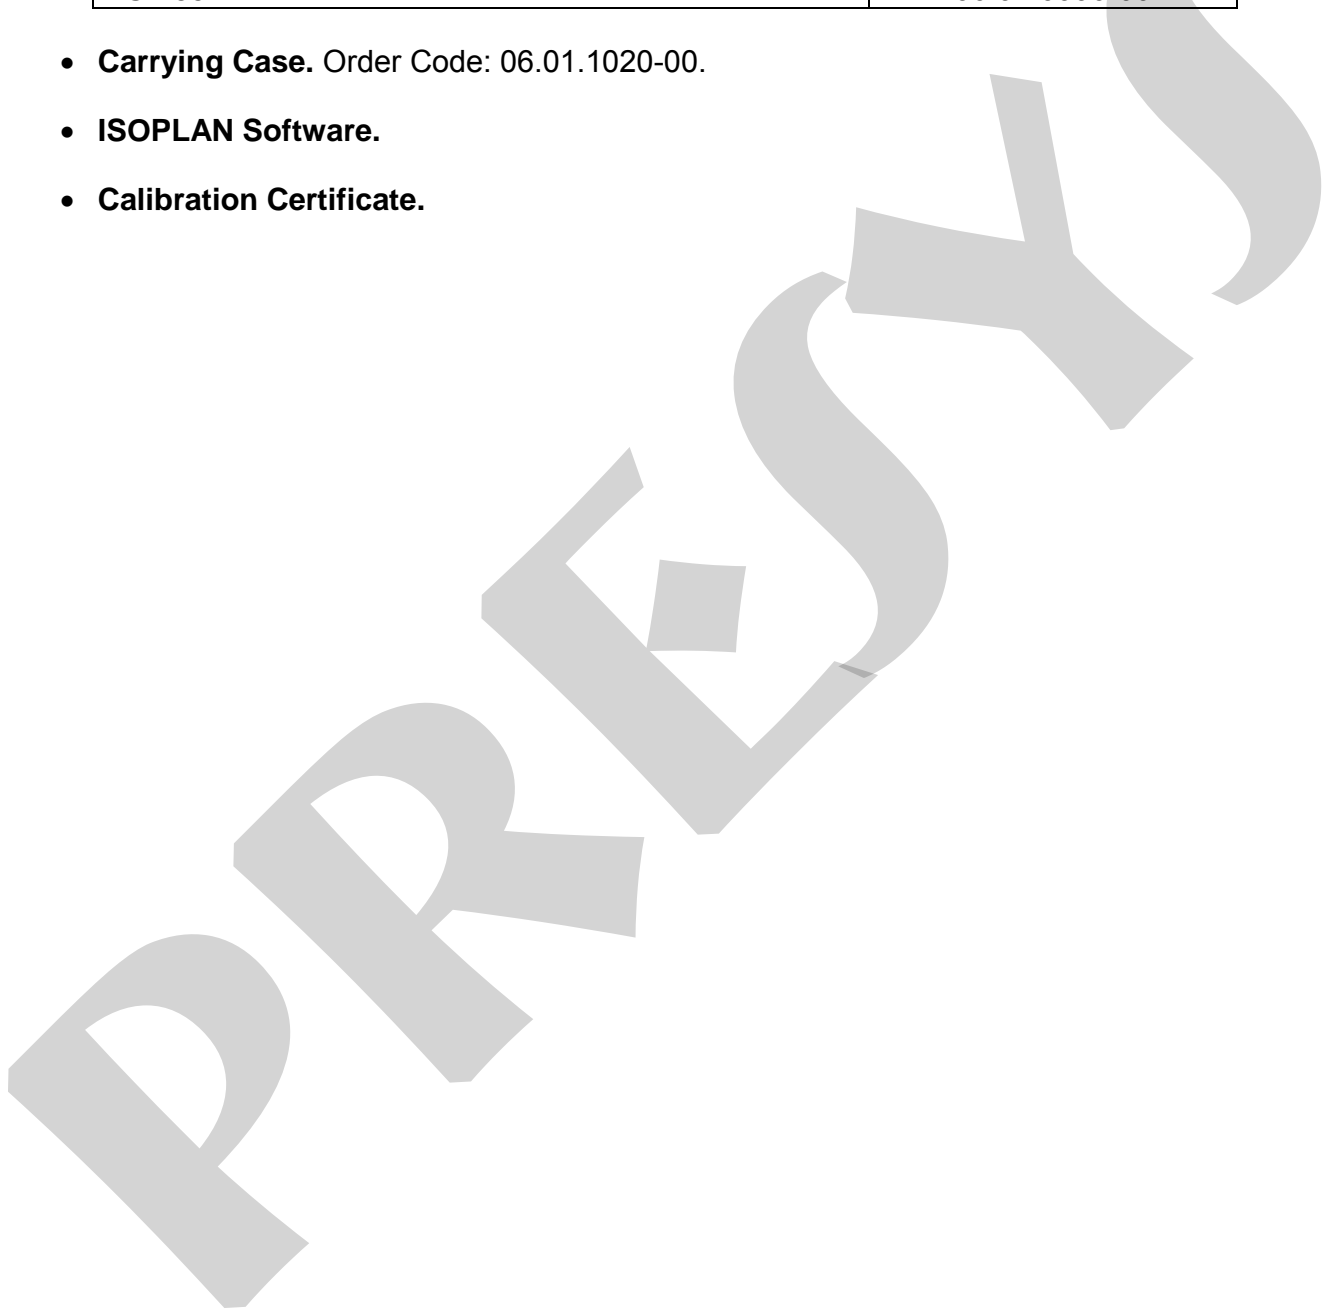 • Carrying Case. Order Code: 06.01.1020-00.
• ISOPLAN Software.
• Calibration Certificate.
PRESYS